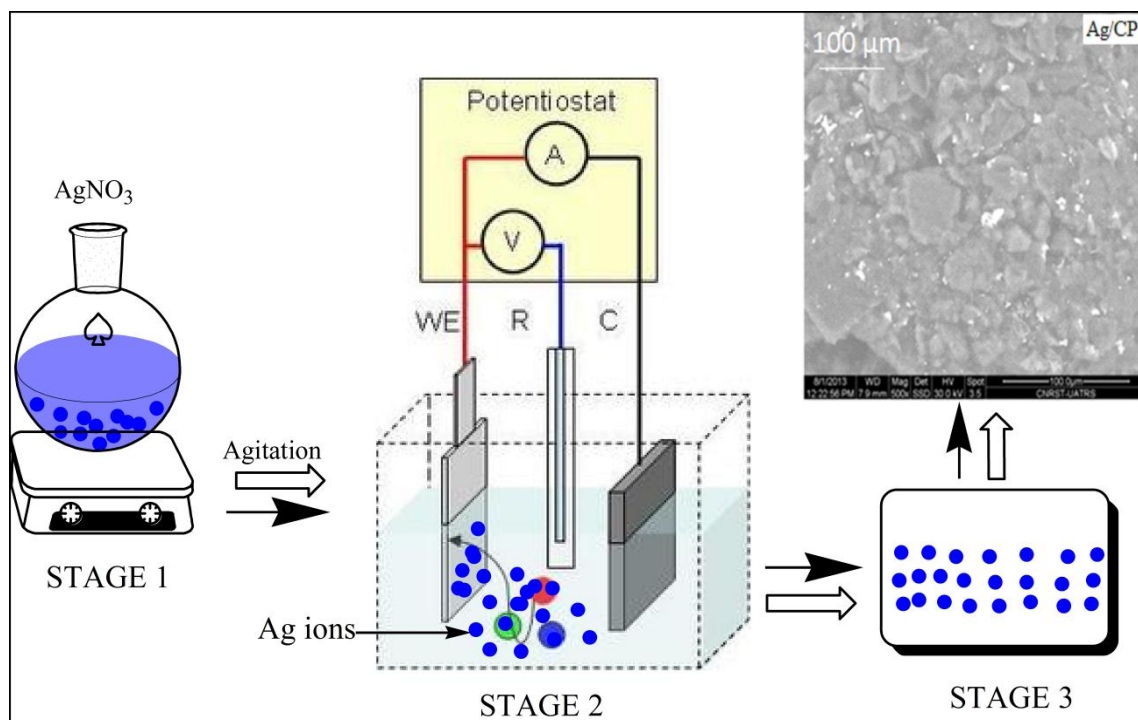 AgNO₃
STAGE 1
Agitation
Potentiostat
A
V
WE R C
Ag ions
STAGE 2
STAGE 3
Ag/CP
100 µm
8/1/2013 WD Mag Det HV Spot 100.0µm
12:22:56 PM 7.9 mm 500x SSD 30.0 kV 3.5 CNRST-UATRS